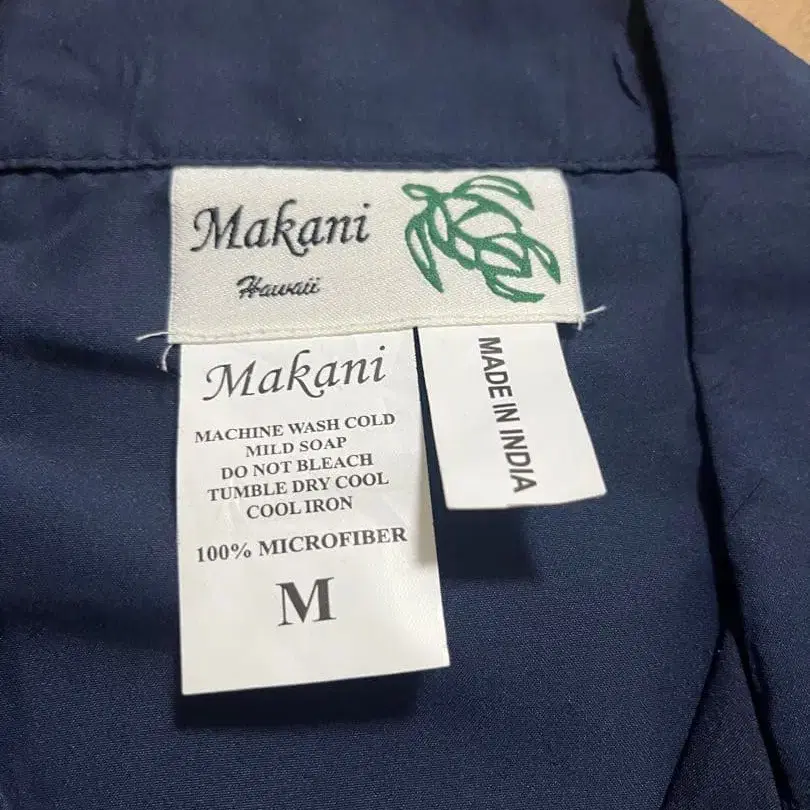 Makani
Hawaii
Makani
MACHINE WASH COLD
MILD SOAP
DO NOT BLEACH
TUMBLE DRY COOL
COOL IRON
100% MICROFIBER
M
MADE IN INDIA